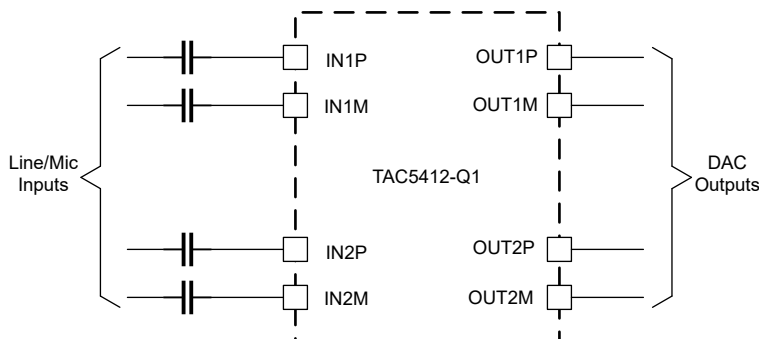 IN1P
OUT1P
IN1M
OUT1M
Line/Mic
Inputs
TAC5412-Q1
DAC
Outputs
IN2P
OUT2P
IN2M
OUT2M